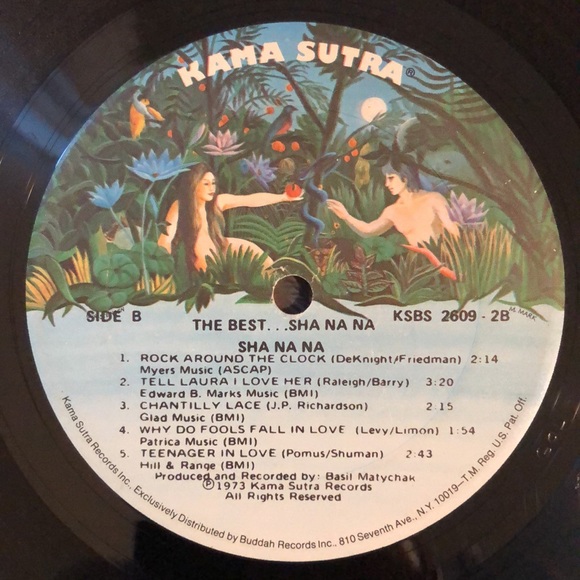 KAMA SUTRA®
M. MARK
SIDE B
THE BEST...SHA NA NA
KSBS 2609 - 2B
SHA NA NA
1. ROCK AROUND THE CLOCK (DeKnight/Friedman) 2:14
Myers Music (ASCAP)
2. TELL LAURA I LOVE HER (Raleigh/Barry) 3:20
Edward B. Marks Music (BMI)
3. CHANTILLY LACE (J.P. Richardson) 2:15
Glad Music (BMI)
4. WHY DO FOOLS FALL IN LOVE (Levy/Limon) 1:54
Patrica Music (BMI)
5. TEENAGER IN LOVE (Pomus/Shuman) 2:43
Hill & Range (BMI)
Produced and Recorded by: Basil Matychak
℗1973 Kama Sutra Records
All Rights Reserved
Kama Sutra Records Inc., Exclusively Distributed by Buddah Records Inc., 810 Seventh Ave., N.Y. 10019—T.M. Reg. U.S. Pat. Off.